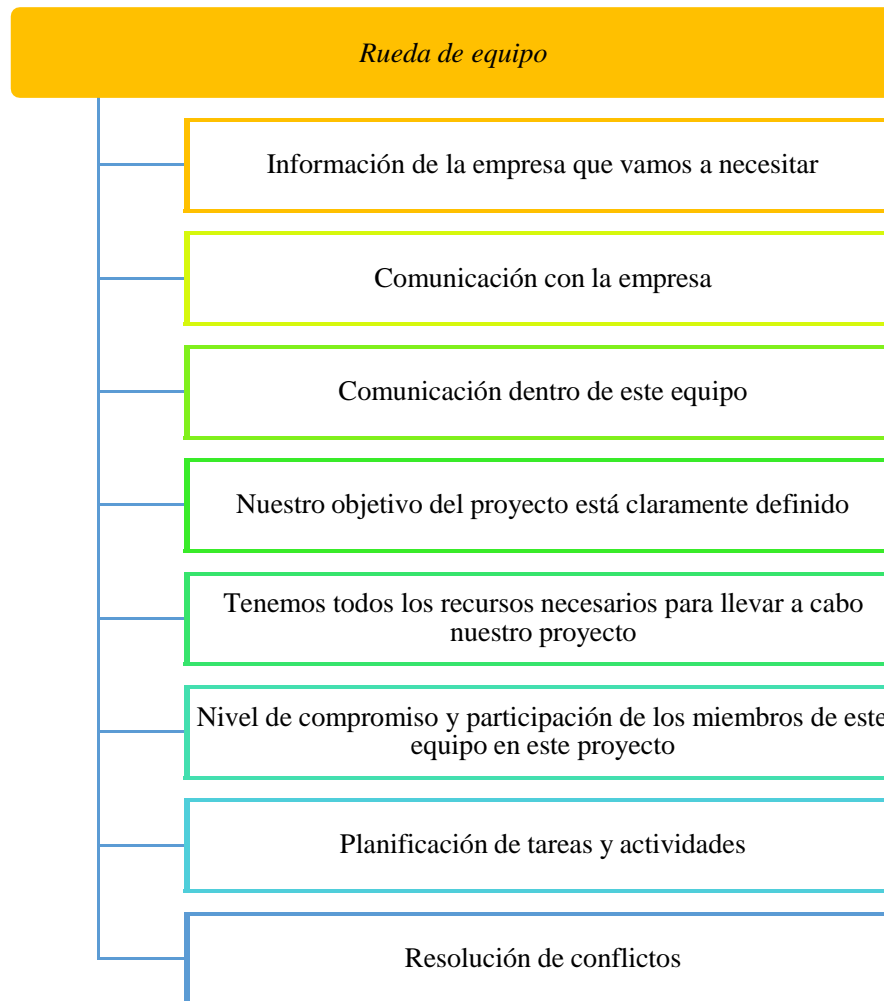 Rueda de equipo
Información de la empresa que vamos a necesitar
Comunicación con la empresa
Comunicación dentro de este equipo
Nuestro objetivo del proyecto está claramente definido
Tenemos todos los recursos necesarios para llevar a cabo
nuestro proyecto
Nivel de compromiso y participación de los miembros de este
equipo en este proyecto
Planificación de tareas y actividades
Resolución de conflictos